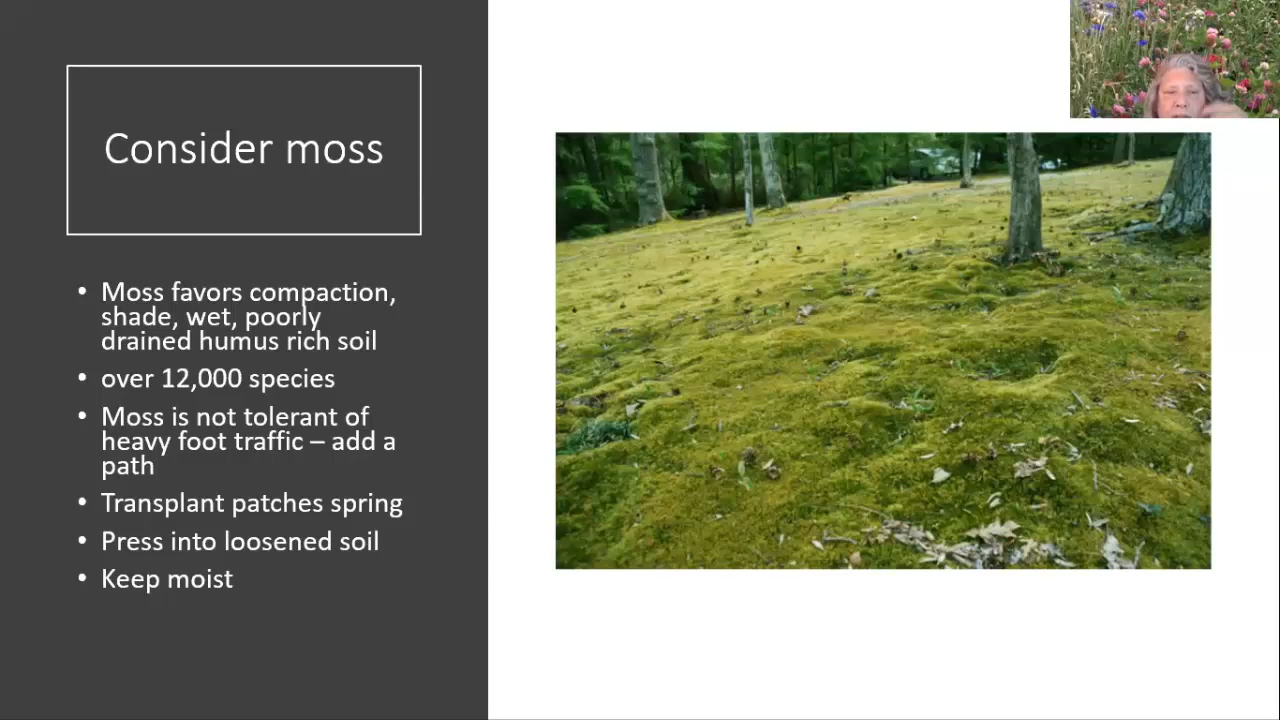 Consider moss
• Moss favors compaction,
shade, wet, poorly
drained humus rich soil
• over 12,000 species
• Moss is not tolerant of
heavy foot traffic – add a
path
• Transplant patches spring
• Press into loosened soil
• Keep moist